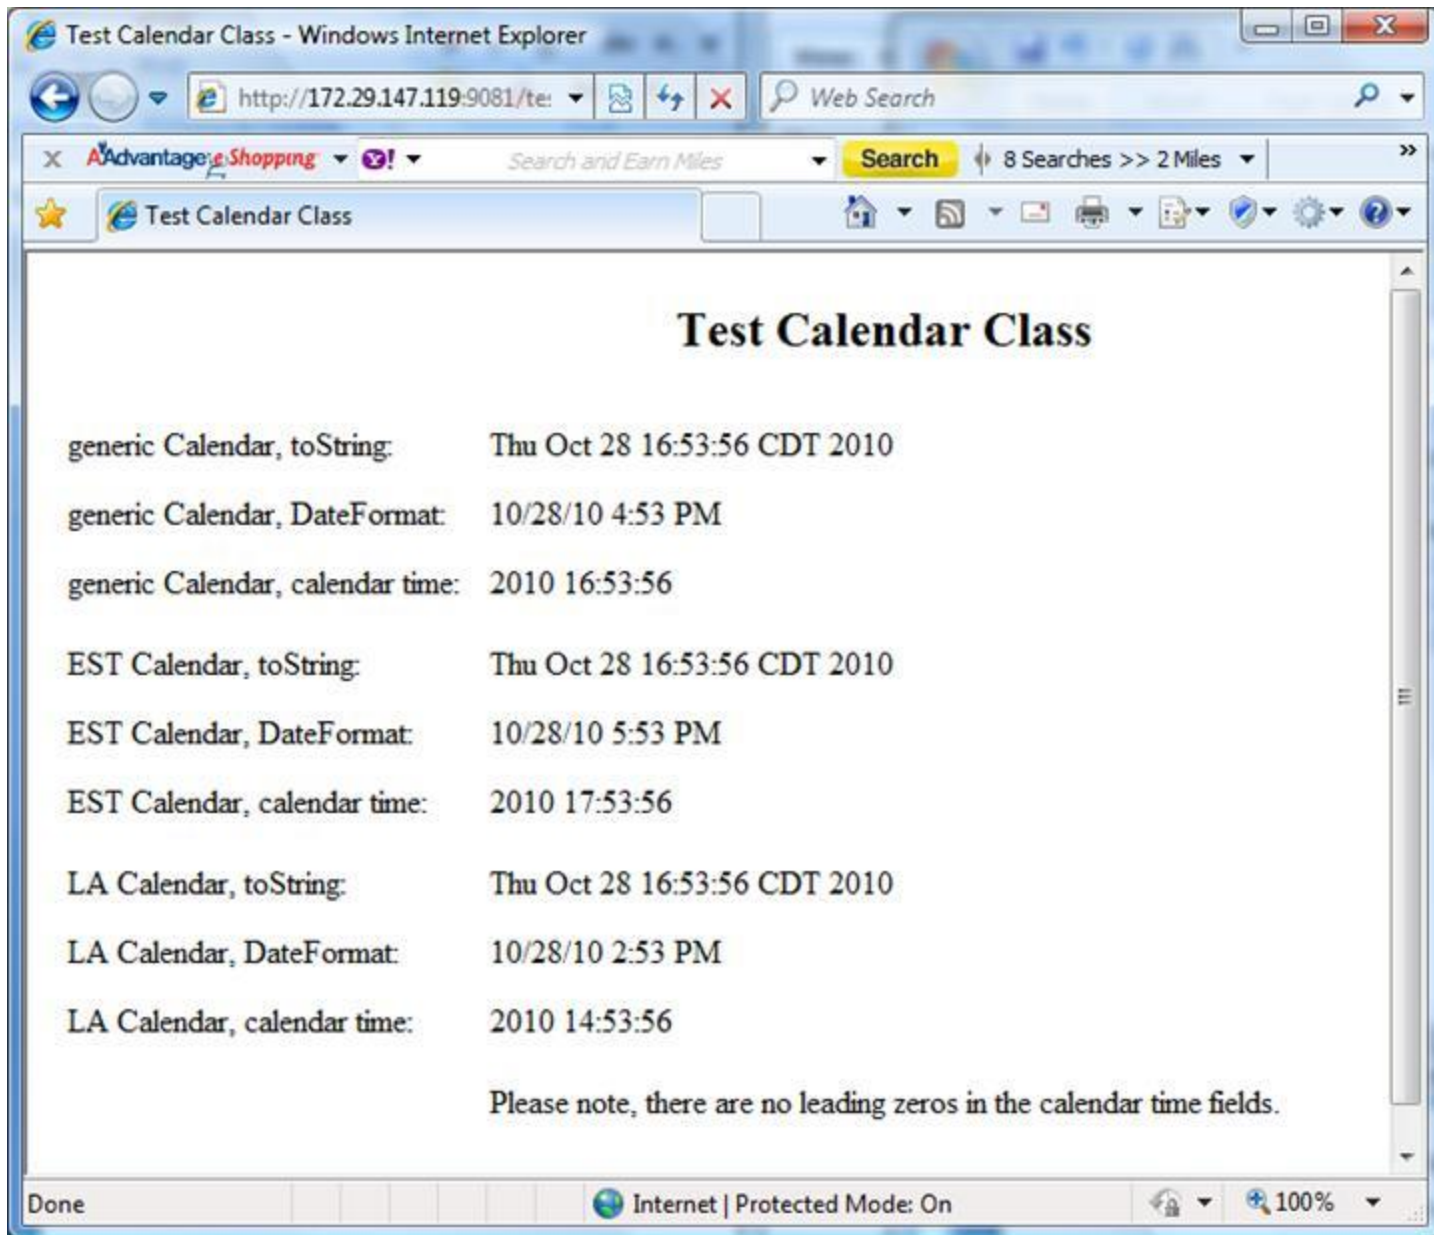 Test Calendar Class - Windows Internet Explorer
http://172.29.147.119:9081/te:
Web Search
AAdvantage eShopping Y! Search and Earn Miles Search 8 Searches >> 2 Miles »
Test Calendar Class
Test Calendar Class
generic Calendar, toString: Thu Oct 28 16:53:56 CDT 2010
generic Calendar, DateFormat: 10/28/10 4:53 PM
generic Calendar, calendar time: 2010 16:53:56
EST Calendar, toString: Thu Oct 28 16:53:56 CDT 2010
EST Calendar, DateFormat: 10/28/10 5:53 PM
EST Calendar, calendar time: 2010 17:53:56
LA Calendar, toString: Thu Oct 28 16:53:56 CDT 2010
LA Calendar, DateFormat: 10/28/10 2:53 PM
LA Calendar, calendar time: 2010 14:53:56
Please note, there are no leading zeros in the calendar time fields.
Done Internet | Protected Mode: On 100%